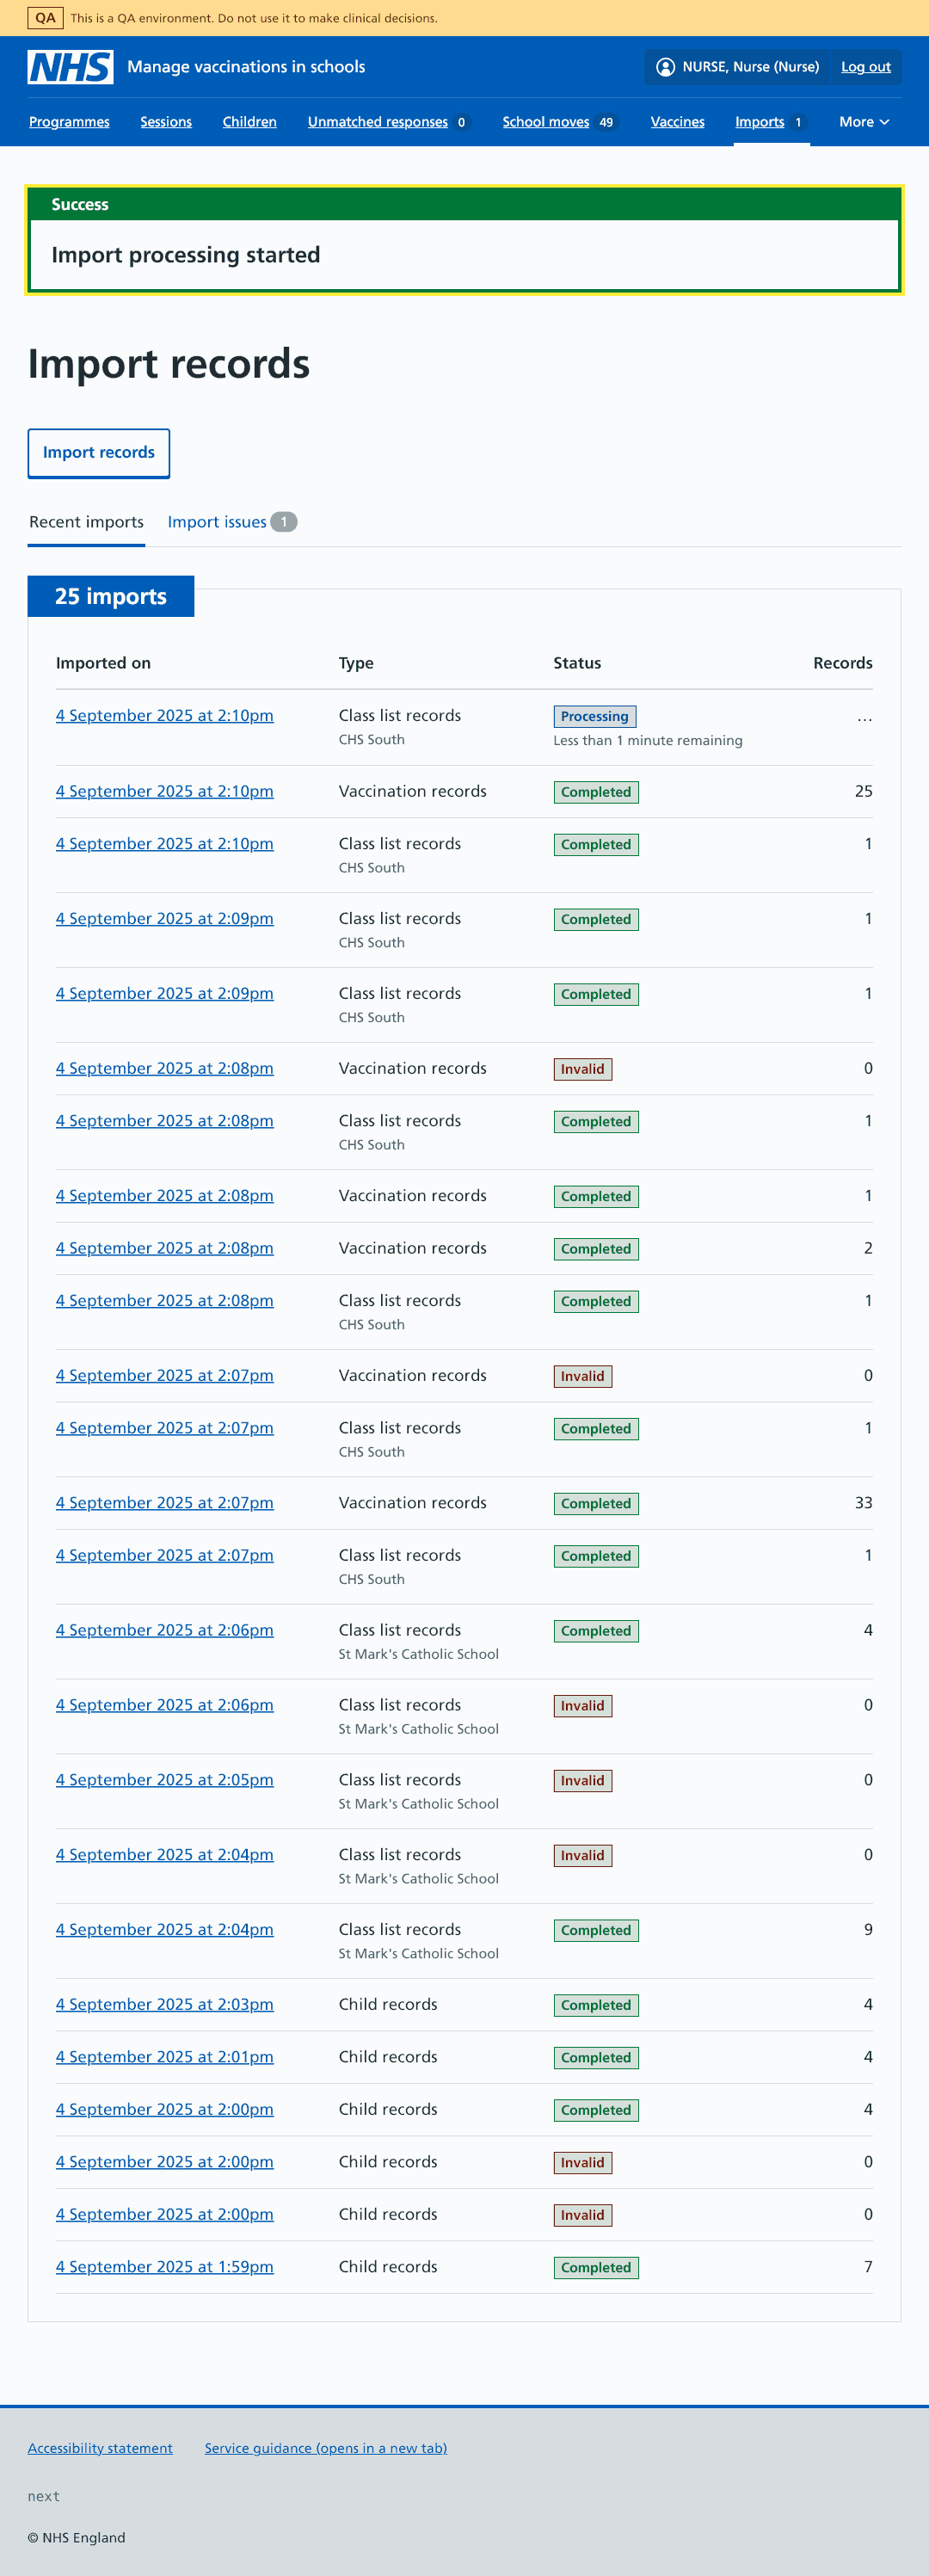 QA This is a QA environment. Do not use it to make clinical decisions.
NHS Manage vaccinations in schools NURSE, Nurse (Nurse) Log out
Programmes Sessions Children Unmatched responses 0 School moves 49 Vaccines Imports 1 More
Success
Import processing started
Import records
Import records
Recent imports Import issues 1
25 imports
Imported on Type Status Records
4 September 2025 at 2:10pm Class list records Processing ...
CHS South Less than 1 minute remaining
4 September 2025 at 2:10pm Vaccination records Completed 25
4 September 2025 at 2:10pm Class list records Completed 1
CHS South
4 September 2025 at 2:09pm Class list records Completed 1
CHS South
4 September 2025 at 2:09pm Class list records Completed 1
CHS South
4 September 2025 at 2:08pm Vaccination records Invalid 0
4 September 2025 at 2:08pm Class list records Completed 1
CHS South
4 September 2025 at 2:08pm Vaccination records Completed 1
4 September 2025 at 2:08pm Vaccination records Completed 2
4 September 2025 at 2:08pm Class list records Completed 1
CHS South
4 September 2025 at 2:07pm Vaccination records Invalid 0
4 September 2025 at 2:07pm Class list records Completed 1
CHS South
4 September 2025 at 2:07pm Vaccination records Completed 33
4 September 2025 at 2:07pm Class list records Completed 1
CHS South
4 September 2025 at 2:06pm Class list records Completed 4
St Mark's Catholic School
4 September 2025 at 2:06pm Class list records Invalid 0
St Mark's Catholic School
4 September 2025 at 2:05pm Class list records Invalid 0
St Mark's Catholic School
4 September 2025 at 2:04pm Class list records Invalid 0
St Mark's Catholic School
4 September 2025 at 2:04pm Class list records Completed 9
St Mark's Catholic School
4 September 2025 at 2:03pm Child records Completed 4
4 September 2025 at 2:01pm Child records Completed 4
4 September 2025 at 2:00pm Child records Completed 4
4 September 2025 at 2:00pm Child records Invalid 0
4 September 2025 at 2:00pm Child records Invalid 0
4 September 2025 at 1:59pm Child records Completed 7
Accessibility statement Service guidance (opens in a new tab)
next
© NHS England